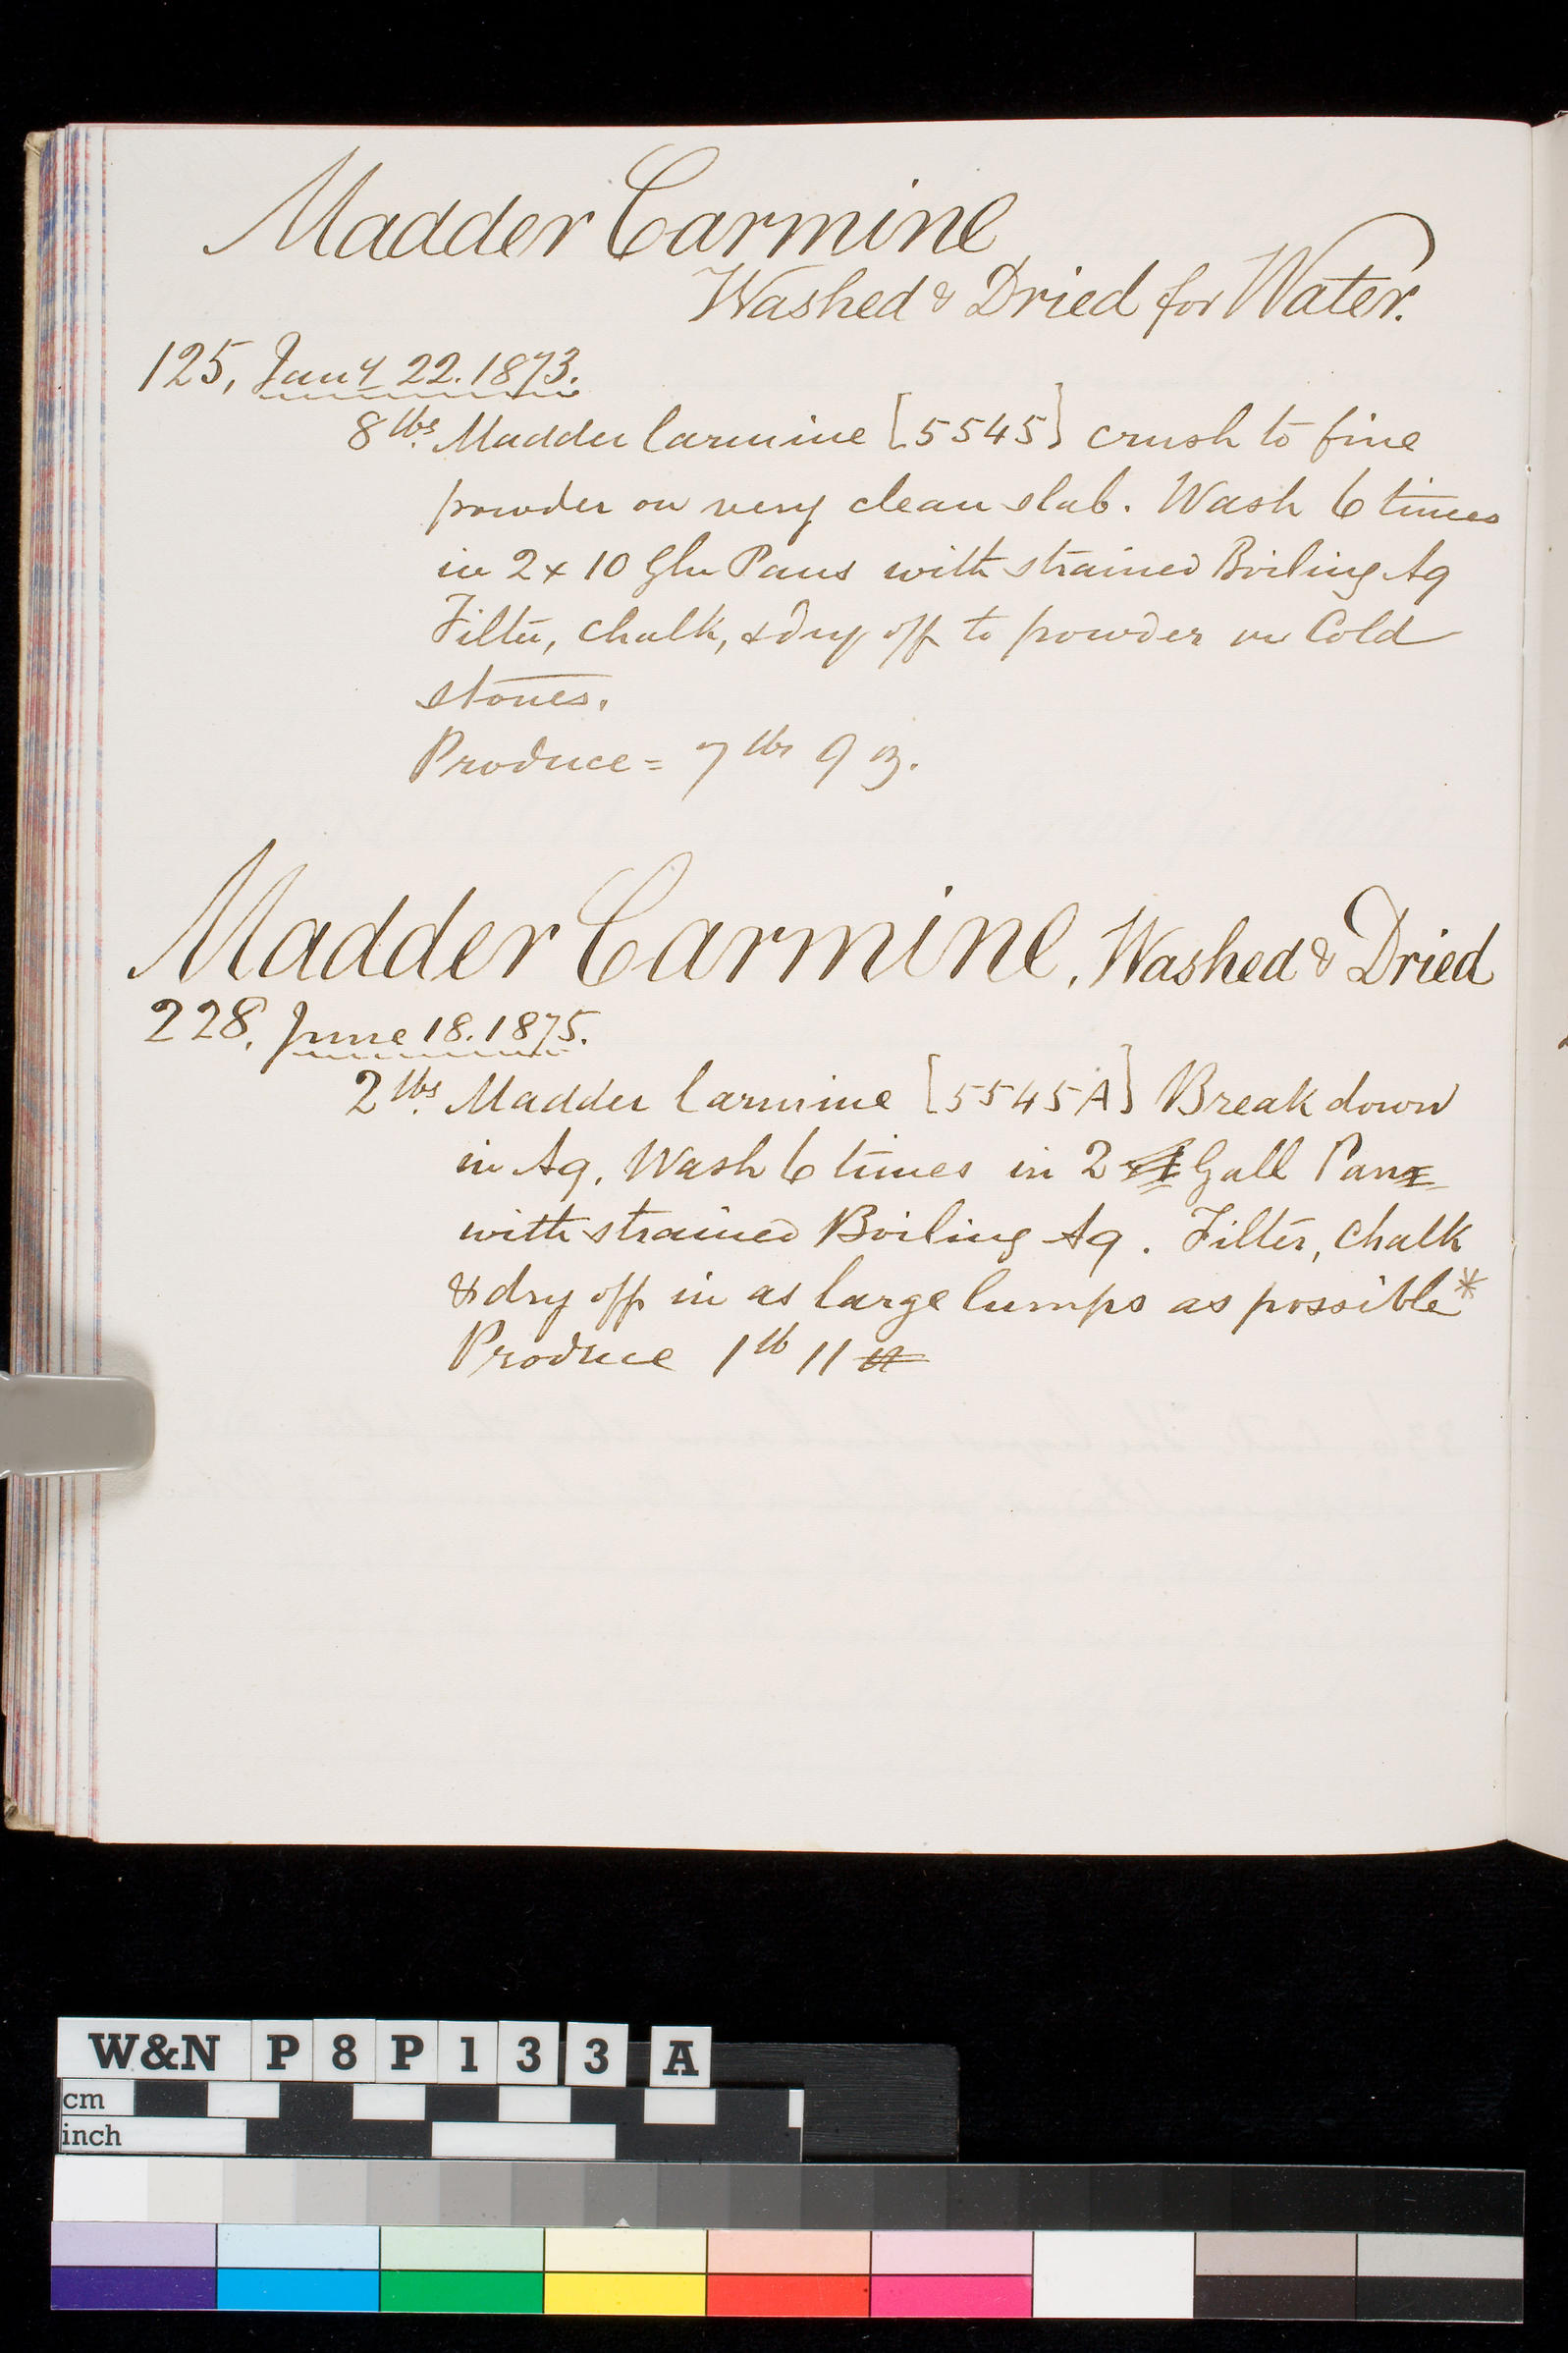 Madder Carmine
Washed & Dried for Water.
125, Jany 22. 1873.
8 lbs. Madder Carmine [5545] crush to fine
powder on very clean slab. Wash 6 times
in 2 x 10 Gln Pans with strained Boiling Aq
Filter, Chalk, & dry off to powder on Cold
stones.
Produce = 7 lbs 9 oz.
Madder Carmine, Washed & Dried
228. June 18. 1875.
2 lbs. Madder Carmine [5545A] Break down
in Aq. Wash 6 times in 2 Gall Pan
with strained Boiling Aq. Filter, Chalk
& dry off in as large lumps as possible*
Produce 1 lb 11
W&N P8P133 A
cm
inch